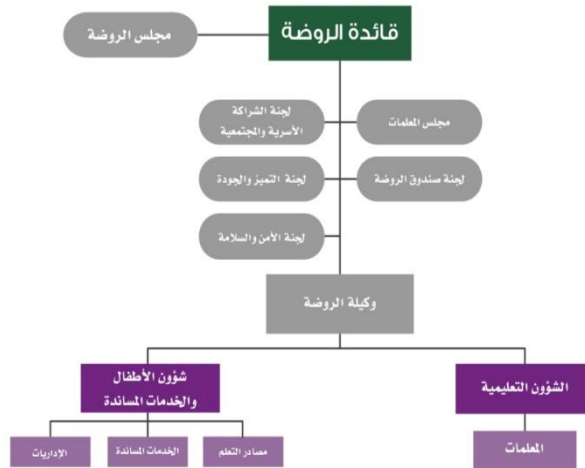 قائدة الروضة
مجلس الروضة
مجلس المعلمات
لجنة الشراكة
الأسرية والمجتمعية
لجنة صندوق الروضة
لجنة التميز والجودة
لجنة الأمن والسلامة
وكيلة الروضة
الشؤون التعليمية
شؤون الأطفال
والخدمات المساندة
المعلمات
مصادر التعلم
الخدمات المساندة
الإداريات